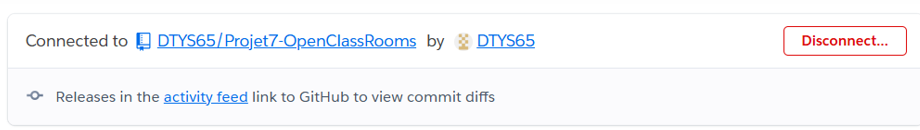 Connected to DTYS65/Projet7-OpenClassRooms by DTYS65 Disconnect...
Releases in the activity feed link to GitHub to view commit diffs